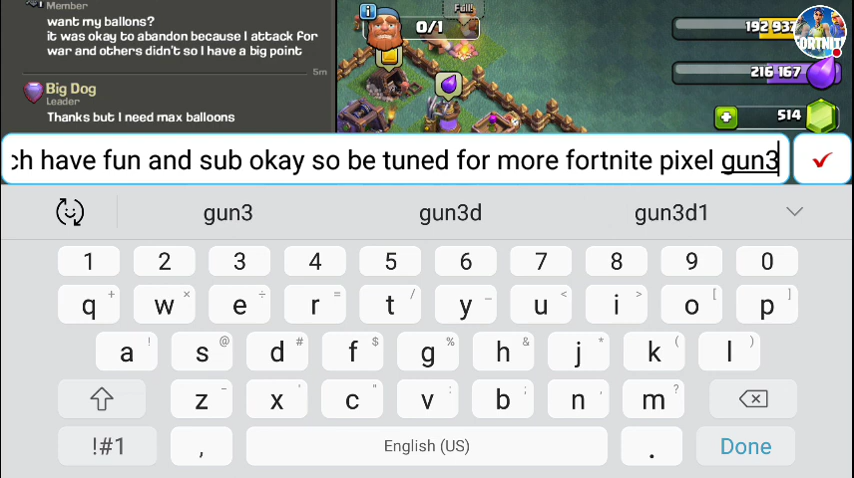 Member
want my ballons?
it was okay to abandon because I attack for
war and others didn't so I have a big point
5m
Big Dog
Leader
Thanks but I need max balloons
0/1
Full!
192 937
216 167
514
FORTNIT
ch have fun and sub okay so be tuned for more fortnite pixel gun3
gun3 gun3d gun3d1
1 2 3 4 5 6 7 8 9 0
q + w × e ÷ r = t / y _ u < i > o [ p ]
a ! s @ d # f $ g % h & j * k ( l )
z - x ' c " v : b ; n , m ?
!#1 , English (US) . Done